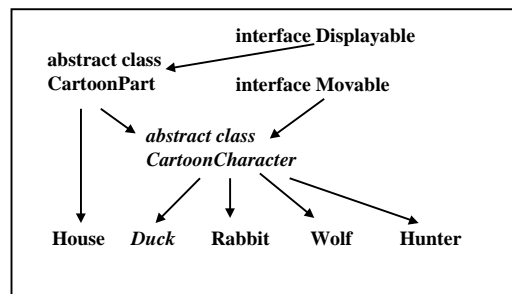 interface Displayable
abstract class
CartoonPart
interface Movable
abstract class
CartoonCharacter
House Duck Rabbit Wolf Hunter